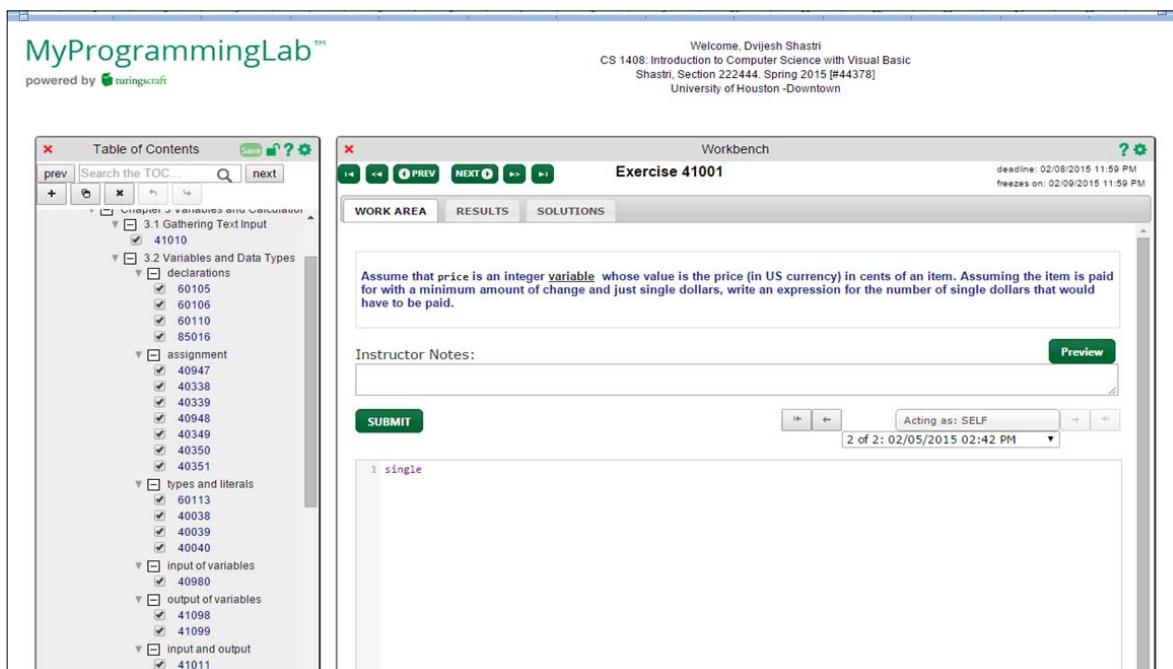 MyProgrammingLab™
powered by turingscraft
Welcome, Dvijesh Shastri
CS 1408: Introduction to Computer Science with Visual Basic
Shastri, Section 222444. Spring 2015 [#44378]
University of Houston -Downtown
Table of Contents
Save
?
prev
Search the TOC...
next
Chapter 3 Variables and Calculation
3.1 Gathering Text Input
41010
3.2 Variables and Data Types
declarations
60105
60106
60110
85016
assignment
40947
40338
40339
40948
40349
40350
40351
types and literals
60113
40038
40039
40040
input of variables
40980
output of variables
41098
41099
input and output
41011
Workbench
?
PREV
NEXT
Exercise 41001
deadline: 02/08/2015 11:59 PM
freezes on: 02/09/2015 11:59 PM
WORK AREA
RESULTS
SOLUTIONS
Assume that price is an integer variable whose value is the price (in US currency) in cents of an item. Assuming the item is paid
for with a minimum amount of change and just single dollars, write an expression for the number of single dollars that would
have to be paid.
Instructor Notes:
Preview
SUBMIT
Acting as: SELF
2 of 2: 02/05/2015 02:42 PM
1 single